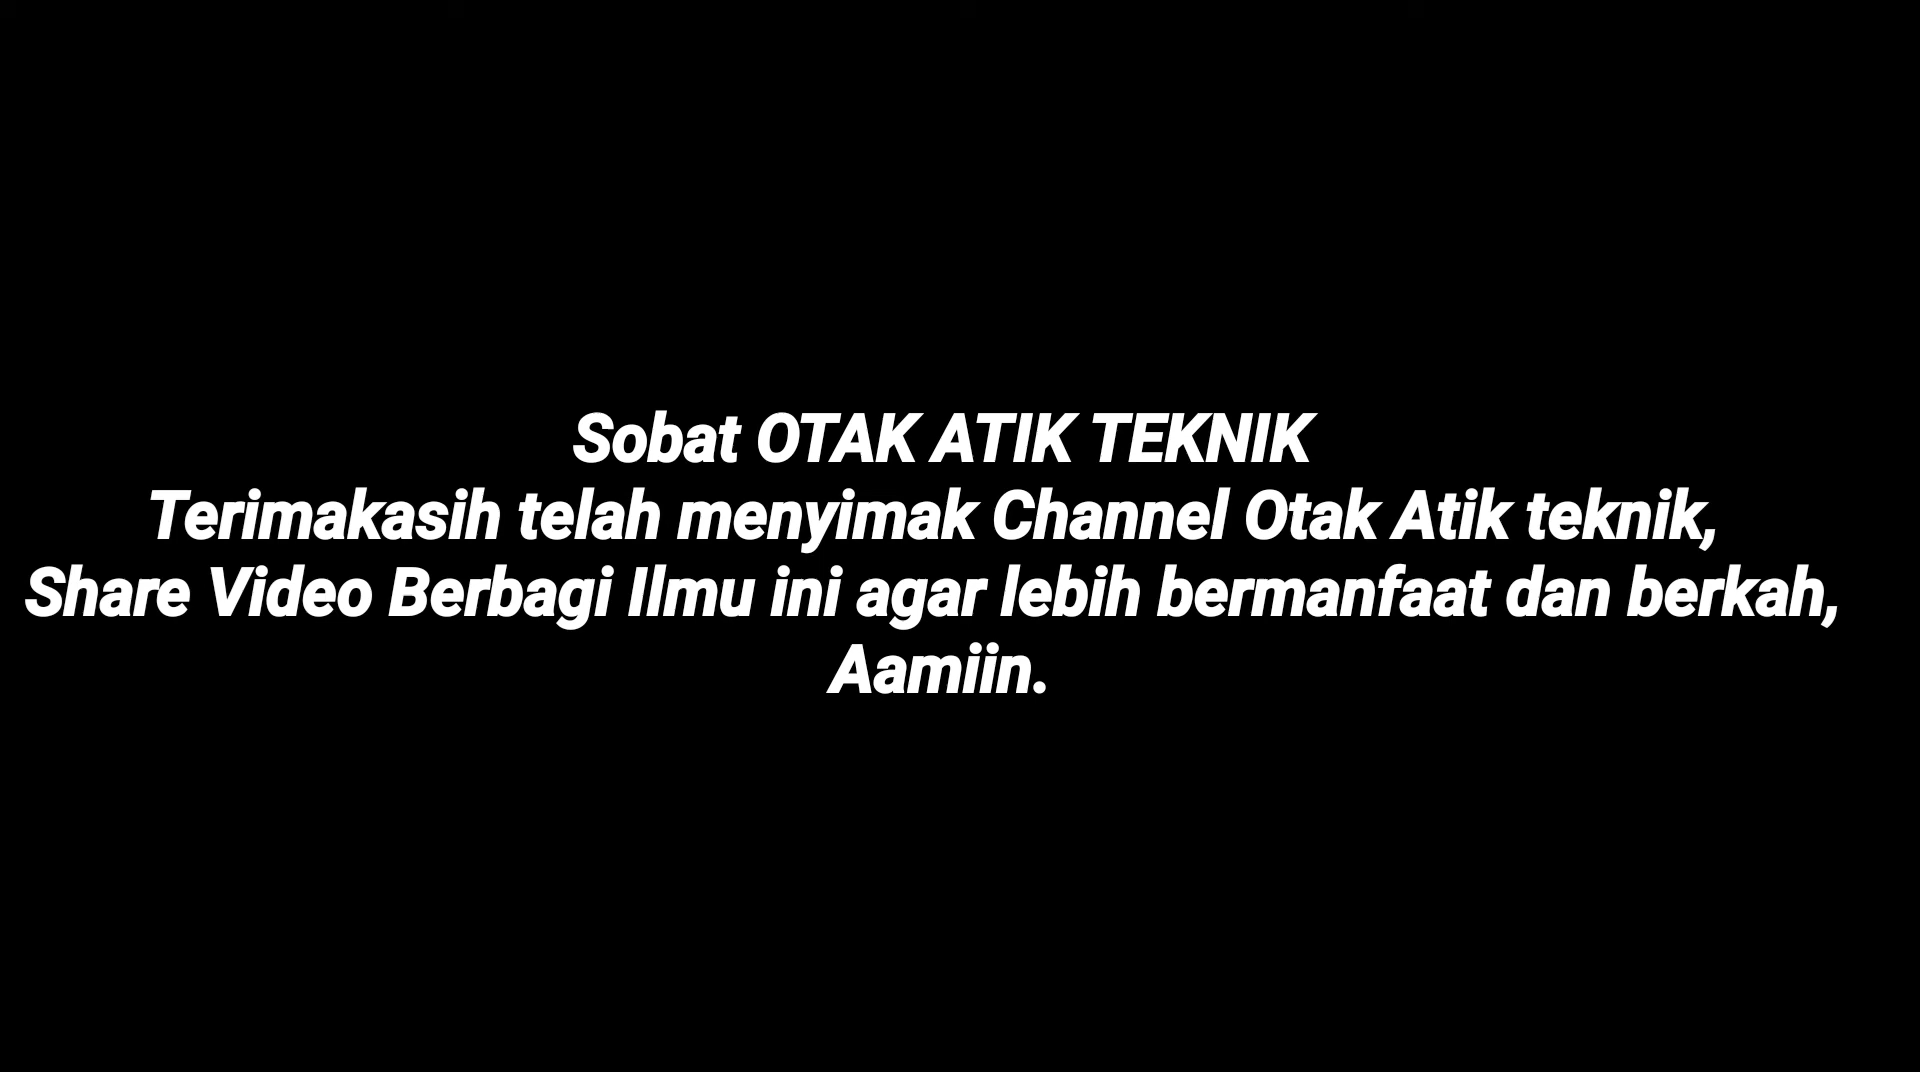 Sobat OTAK ATIK TEKNIK
Terimakasih telah menyimak Channel Otak Atik teknik,
Share Video Berbagi Ilmu ini agar lebih bermanfaat dan berkah,
Aamiin.